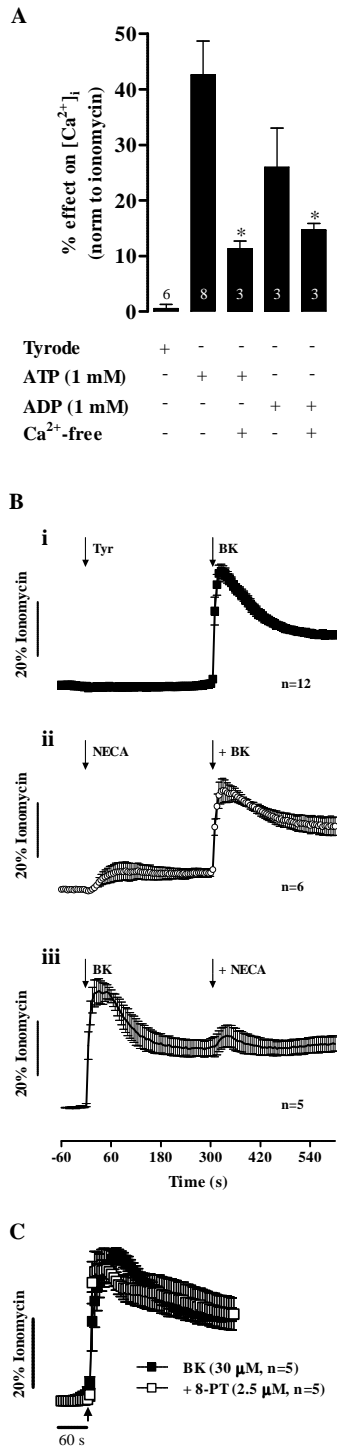 A
% effect on [Ca²⁺]ᵢ
(norm to ionomycin)
50
40
30
20
10
0
6 8 3 3 3
* *
Tyrode + - - - -
ATP (1 mM) - + + - -
ADP (1 mM) - - - + +
Ca²⁺-free - - + - +
B
i
Tyr BK
20% Ionomycin
n=12
ii
NECA + BK
20% Ionomycin
n=6
iii
BK + NECA
20% Ionomycin
n=5
-60 60 180 300 420 540
Time (s)
C
20% Ionomycin
BK (30 µM, n=5)
+ 8-PT (2.5 µM, n=5)
60 s